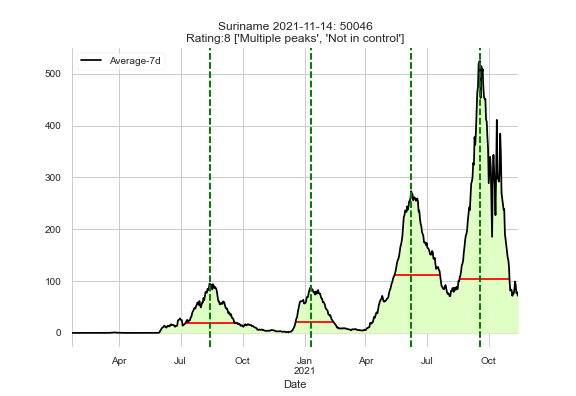 Suriname 2021-11-14: 50046
Rating:8 ['Multiple peaks', 'Not in control']
Average-7d
500
400
300
200
100
0
Apr Jul Oct Jan Apr Jul Oct
2021
Date